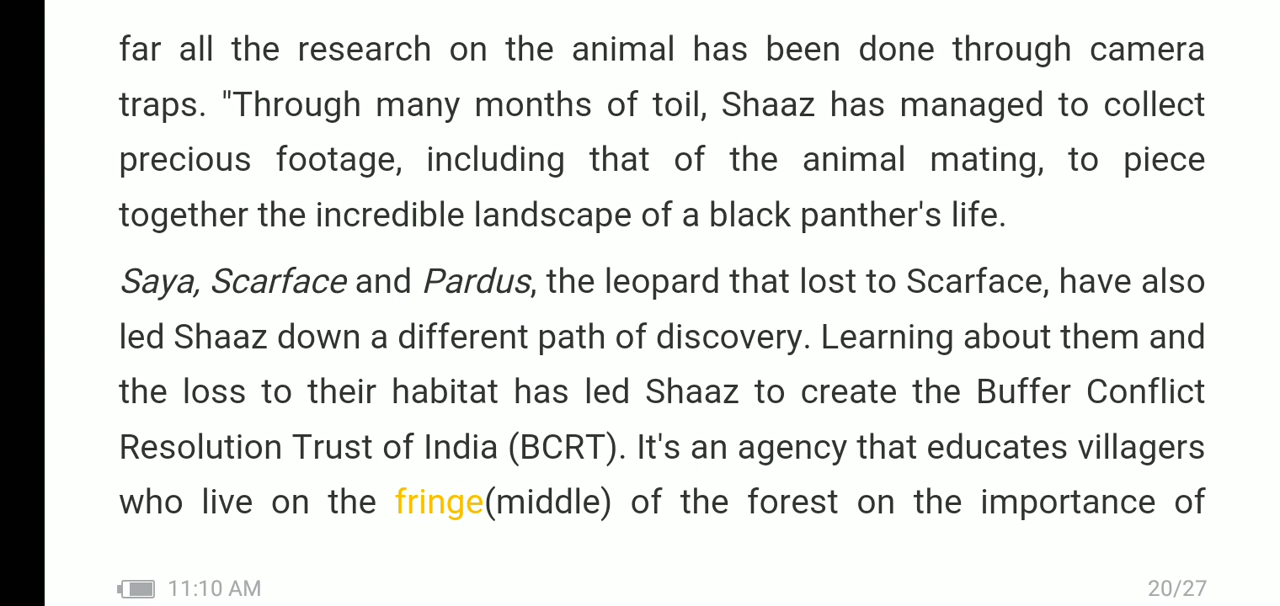 far all the research on the animal has been done through camera
traps. "Through many months of toil, Shaaz has managed to collect
precious footage, including that of the animal mating, to piece
together the incredible landscape of a black panther's life.
Saya, Scarface and Pardus, the leopard that lost to Scarface, have also
led Shaaz down a different path of discovery. Learning about them and
the loss to their habitat has led Shaaz to create the Buffer Conflict
Resolution Trust of India (BCRT). It's an agency that educates villagers
who live on the fringe(middle) of the forest on the importance of
11:10 AM 20/27